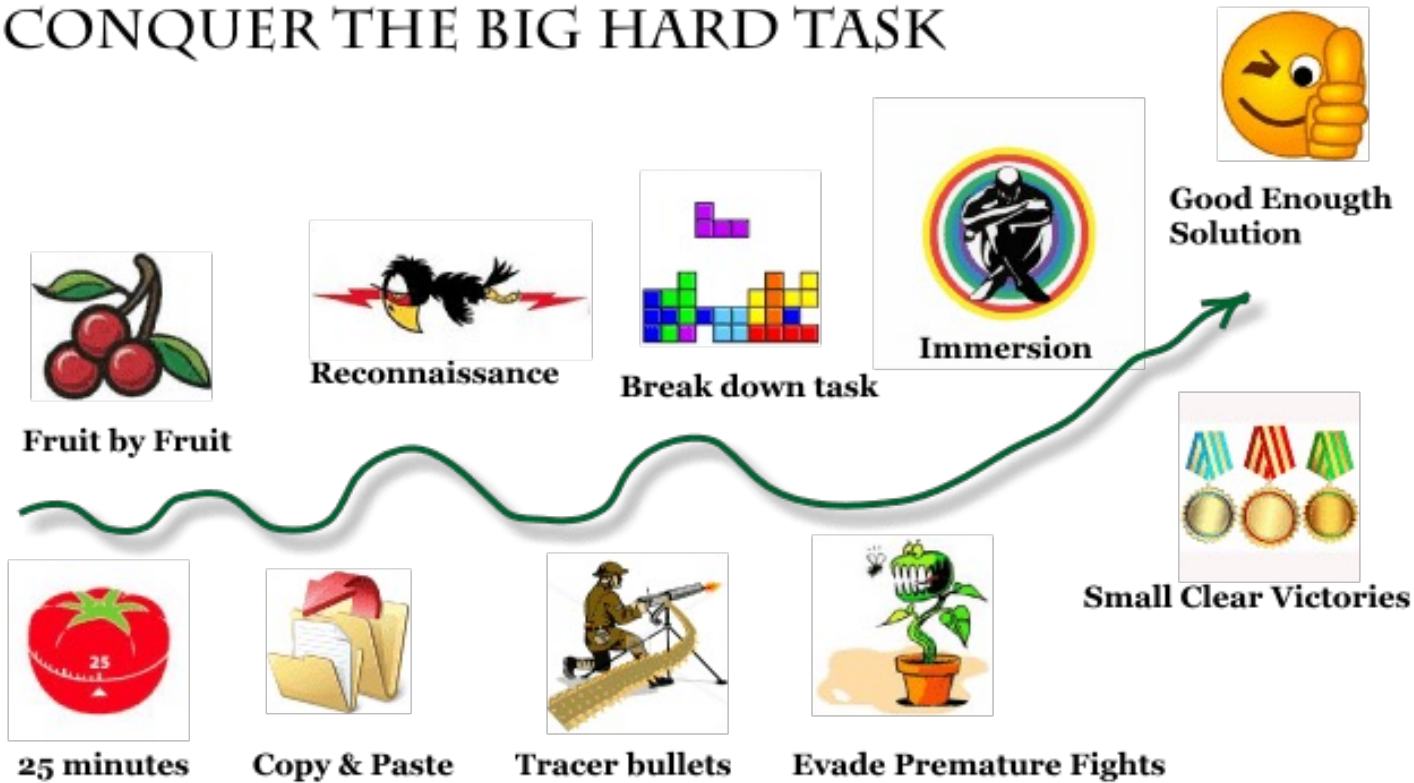 CONQUER THE BIG HARD TASK
Good Enougth
Solution
Immersion
Reconnaissance
Break down task
Fruit by Fruit
Small Clear Victories
25
25 minutes
Copy & Paste
Tracer bullets
Evade Premature Fights